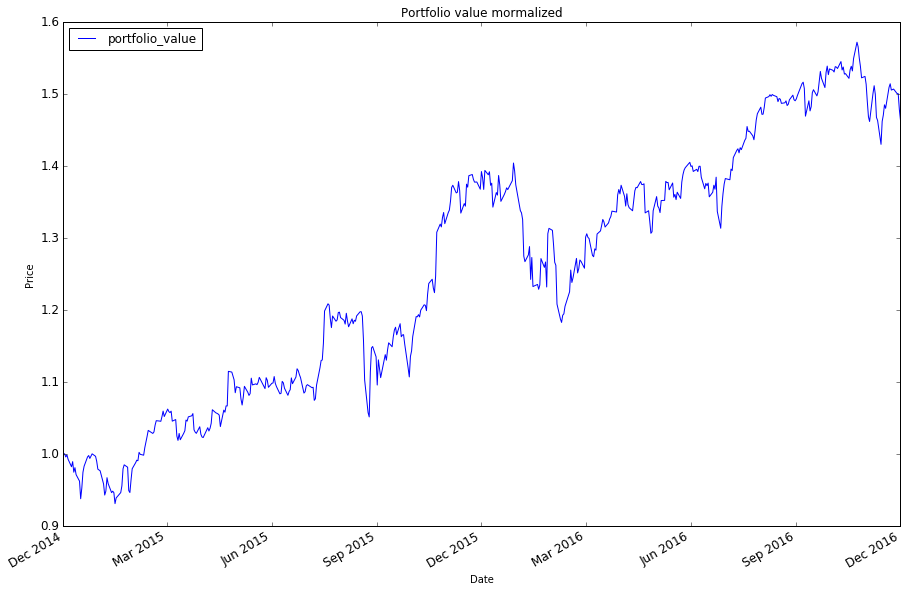 Portfolio value mormalized
portfolio_value
Price
1.6
1.5
1.4
1.3
1.2
1.1
1.0
0.9
Dec 2014
Mar 2015
Jun 2015
Sep 2015
Dec 2015
Mar 2016
Jun 2016
Sep 2016
Dec 2016
Date